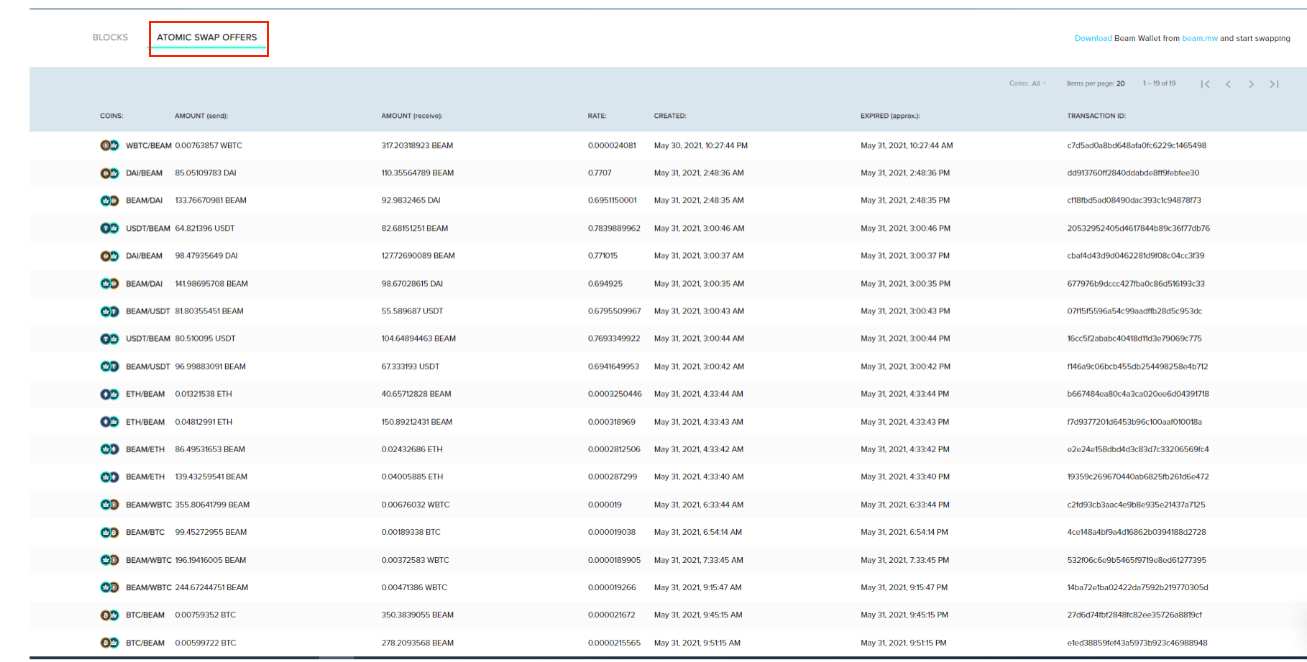 BLOCKS ATOMIC SWAP OFFERS Download Beam Wallet from beam.mw and start swapping
Coins: All Items per page: 20 1 – 19 of 19
COINS: AMOUNT (send): AMOUNT (receive): RATE: CREATED: EXPIRED (approx.): TRANSACTION ID:
WBTC/BEAM 0.00763857 WBTC 317.20318923 BEAM 0.000024081 May 30, 2021, 10:27:44 PM May 31, 2021, 10:27:44 AM c7d5ad0a8bd648afa0fc6229c1465498
DAI/BEAM 85.05109783 DAI 110.35564789 BEAM 0.7707 May 31, 2021, 2:48:36 AM May 31, 2021, 2:48:36 PM dd913760ff2840ddabde8ff9febfee30
BEAM/DAI 133.76670981 BEAM 92.9832465 DAI 0.6951150001 May 31, 2021, 2:48:35 AM May 31, 2021, 2:48:35 PM cf18fbd5ad08490dac393c1c94878f73
USDT/BEAM 64.821396 USDT 82.68151251 BEAM 0.7839889962 May 31, 2021, 3:00:46 AM May 31, 2021, 3:00:46 PM 20532952405d4617844b89c36f77db76
DAI/BEAM 98.47935649 DAI 127.72690089 BEAM 0.771015 May 31, 2021, 3:00:37 AM May 31, 2021, 3:00:37 PM cbaf4d43d9d0462281d9f08c04cc3f39
BEAM/DAI 141.98695708 BEAM 98.67028615 DAI 0.694925 May 31, 2021, 3:00:35 AM May 31, 2021, 3:00:35 PM 677976b9dccc427fba0c86d516193c33
BEAM/USDT 81.80355451 BEAM 55.589687 USDT 0.6795509967 May 31, 2021, 3:00:43 AM May 31, 2021, 3:00:43 PM 07f15f5596a54c99aadffb28d5c953dc
USDT/BEAM 80.510095 USDT 104.64894463 BEAM 0.7693349922 May 31, 2021, 3:00:44 AM May 31, 2021, 3:00:44 PM 16cc5f2ababc40418d11d3e79069c775
BEAM/USDT 96.99883091 BEAM 67.333193 USDT 0.6941649953 May 31, 2021, 3:00:42 AM May 31, 2021, 3:00:42 PM f146a9c06bcb455db254498258e4b712
ETH/BEAM 0.01321538 ETH 40.65712828 BEAM 0.0003250446 May 31, 2021, 4:33:44 AM May 31, 2021, 4:33:44 PM b667484ea80c4a3ca020ee6d04391718
ETH/BEAM 0.04812991 ETH 150.89212431 BEAM 0.000318969 May 31, 2021, 4:33:43 AM May 31, 2021, 4:33:43 PM f7d9377201d6453b96c100aaf010018a
BEAM/ETH 86.49531653 BEAM 0.02432686 ETH 0.0002812506 May 31, 2021, 4:33:42 AM May 31, 2021, 4:33:42 PM e2e24e158dbd4d3c83d7c33206569fc4
BEAM/ETH 139.43259541 BEAM 0.04005885 ETH 0.000287299 May 31, 2021, 4:33:40 AM May 31, 2021, 4:33:40 PM 19359c269670440ab6825fb261d6e472
BEAM/WBTC 355.80641799 BEAM 0.00676032 WBTC 0.000019 May 31, 2021, 6:33:44 AM May 31, 2021, 6:33:44 PM c2fd93cb3aac4e9b8e935e21437a7125
BEAM/BTC 99.45272955 BEAM 0.00189338 BTC 0.000019038 May 31, 2021, 6:54:14 AM May 31, 2021, 6:54:14 PM 4ce148a4bf9a4d16862b0394188d2728
BEAM/WBTC 196.19416005 BEAM 0.00372583 WBTC 0.0000189905 May 31, 2021, 7:33:45 AM May 31, 2021, 7:33:45 PM 532f06c6e9b5465f9719e8ed61277395
BEAM/WBTC 244.67244751 BEAM 0.00471386 WBTC 0.000019266 May 31, 2021, 9:15:47 AM May 31, 2021, 9:15:47 PM 14ba72e1ba02422da7592b219770305d
BTC/BEAM 0.00759352 BTC 350.3839055 BEAM 0.000021672 May 31, 2021, 9:45:15 AM May 31, 2021, 9:45:15 PM 27d6d74fbf2848fc82ee35726a8819cf
BTC/BEAM 0.00599722 BTC 278.2093568 BEAM 0.0000215565 May 31, 2021, 9:51:15 AM May 31, 2021, 9:51:15 PM e1ed38859fef43a5973b923c46988948